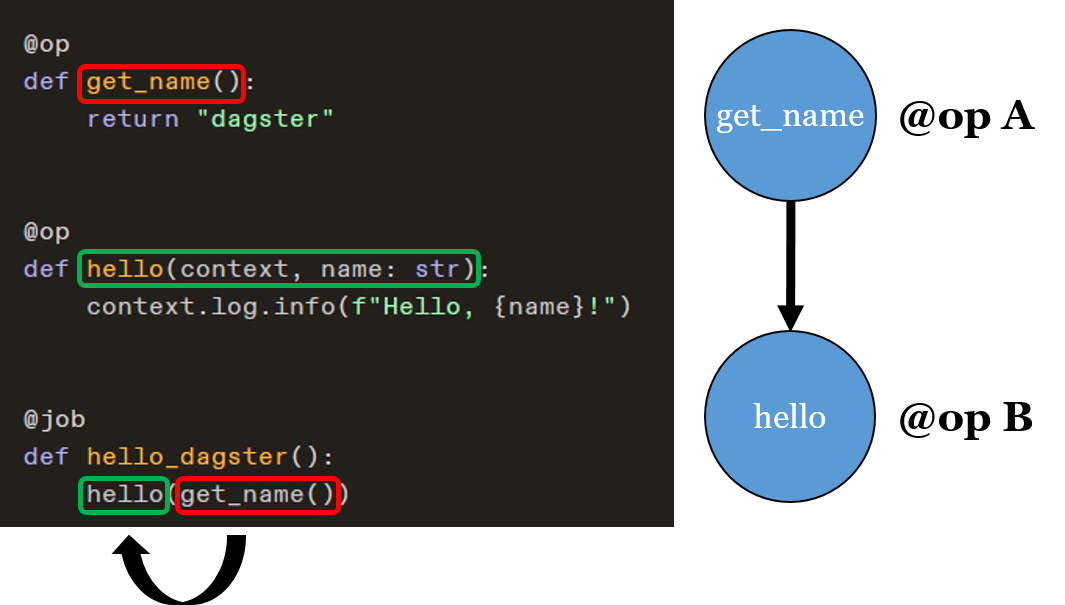 @op
def get_name():
    return "dagster"
@op
def hello(context, name: str):
    context.log.info(f"Hello, {name}!")
@job
def hello_dagster():
    hello(get_name())
get_name
@op A
hello
@op B